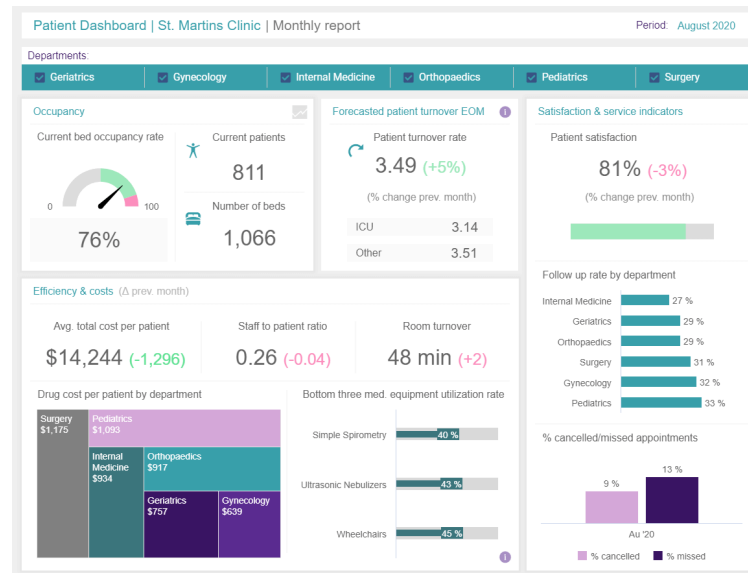 Patient Dashboard | St. Martins Clinic | Monthly report
Period: August 2020
Departments:
Geriatrics Gynecology Internal Medicine Orthopaedics Pediatrics Surgery
Occupancy
Current bed occupancy rate
0 100
76%
Current patients
811
Number of beds
1,066
Forecasted patient turnover EOM
i
Patient turnover rate
3.49 (+5%)
(% change prev. month)
ICU 3.14
Other 3.51
Satisfaction & service indicators
Patient satisfaction
81% (-3%)
(% change prev. month)
Follow up rate by department
Internal Medicine 27 %
Geriatrics 29 %
Orthopaedics 29 %
Surgery 31 %
Gynecology 32 %
Pediatrics 33 %
% cancelled/missed appointments
9 %
13 %
Au '20
% cancelled % missed
Efficiency & costs (Δ prev. month)
Avg. total cost per patient
$14,244 (-1,296)
Staff to patient ratio
0.26 (-0.04)
Room turnover
48 min (+2)
Drug cost per patient by department
Surgery
$1,175
Pediatrics
$1,093
Internal
Medicine
$934
Orthopaedics
$917
Geriatrics
$757
Gynecology
$639
Bottom three med. equipment utilization rate
Simple Spirometry 40 %
Ultrasonic Nebulizers 43 %
Wheelchairs 45 %
i